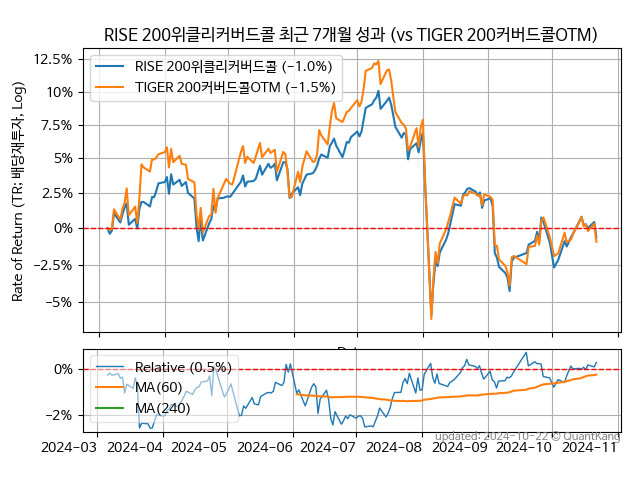 RISE 200위클리커버드콜 최근 7개월 성과 (vs TIGER 200커버드콜OTM)
Rate of Return (TR: 배당재투자, Log)
12.5%
10%
7.5%
5%
2.5%
0%
−2.5%
−5%
RISE 200위클리커버드콜 (−1.0%)
TIGER 200커버드콜OTM (−1.5%)
0%
−2%
Relative (0.5%)
MA(60)
MA(240)
2024−03
2024−04
2024−05
2024−06
2024−07
2024−08
2024−09
2024−10
2024−11
updated: 2024−10−22 © QuantKang